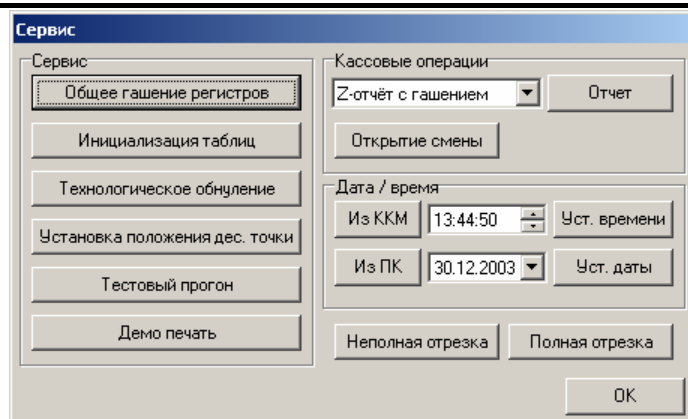 Сервис
Сервис
Общее гашение регистров
Инициализация таблиц
Технологическое обнуление
Установка положения дес. точки
Тестовый прогон
Демо печать
Кассовые операции
Z-отчёт с гашением
Отчет
Открытие смены
Дата / время
Из ККМ
13:44:50
Уст. времени
Из ПК
30.12.2003
Уст. даты
Неполная отрезка
Полная отрезка
OK